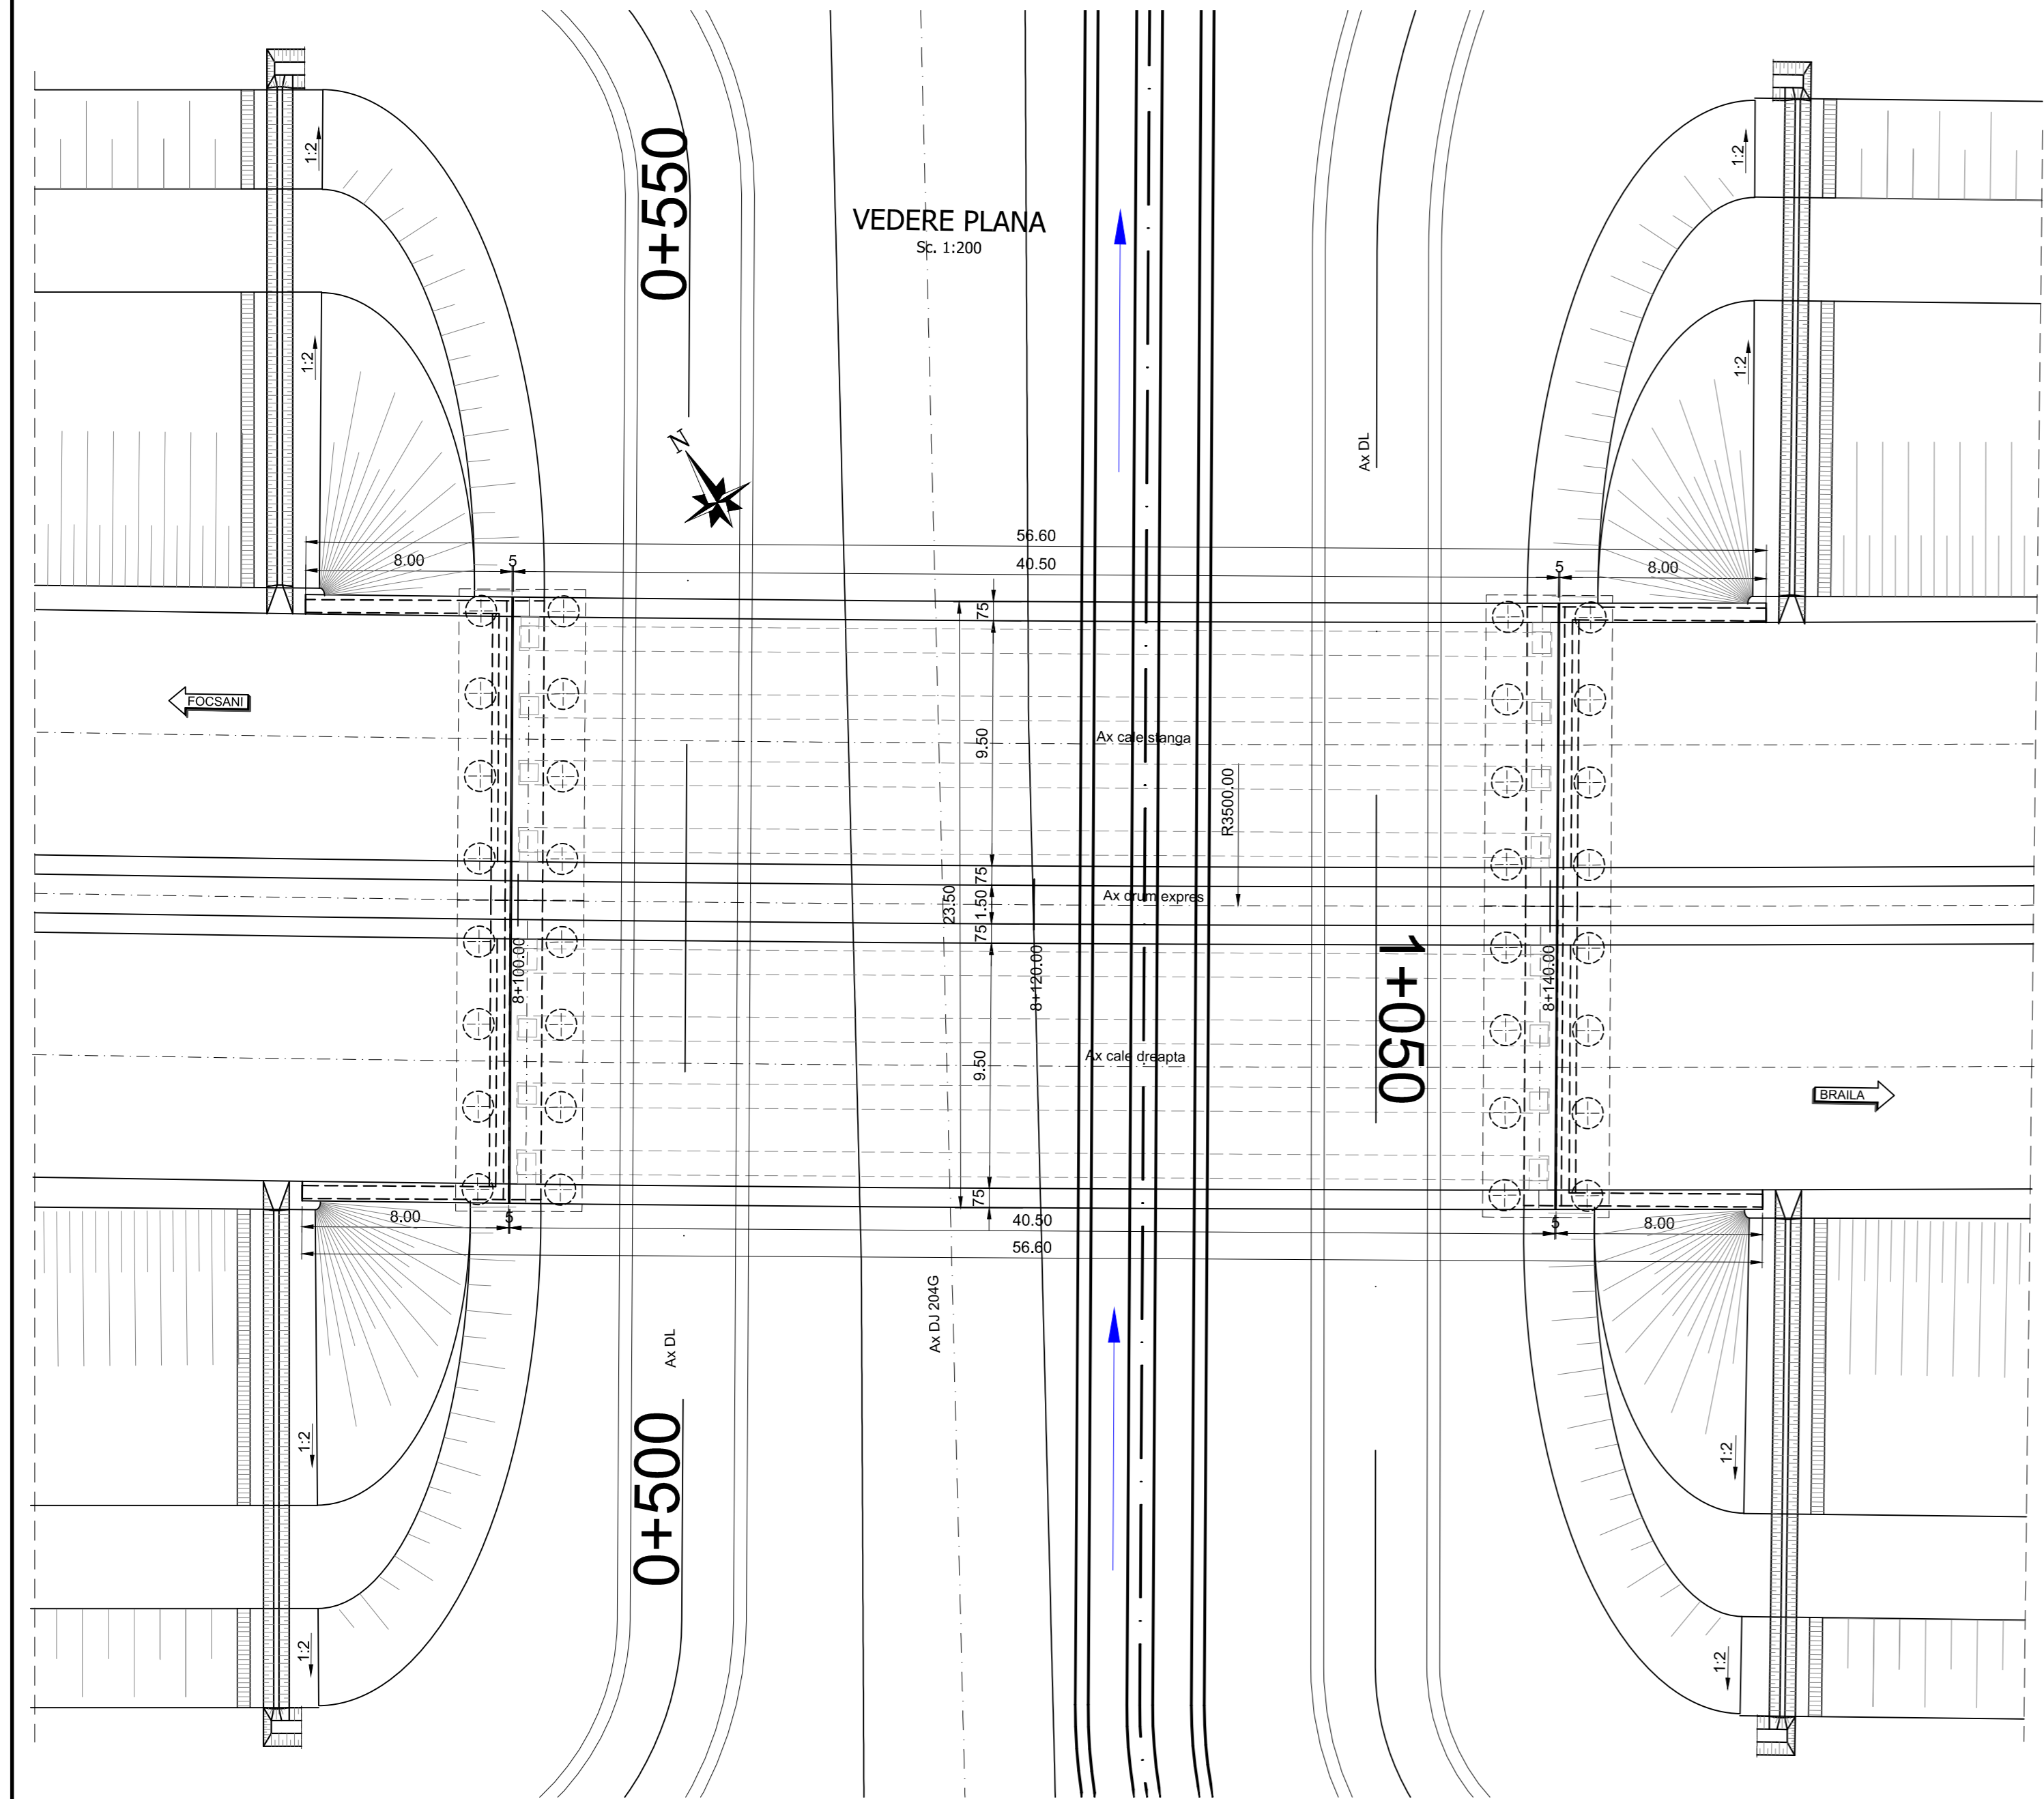 1:2
1:2
0+550
VEDERE PLANA
Sc. 1:200
1:2
1:2
N
Ax DL
56.60
8.00
5
40.50
5
8.00
75
FOCSANI
Ax cale stanga
9.50
R3500.00
75
23.50
1.50
Ax drum expres
75
8+100.00
8+120.00
1+050
8+140.00
Ax cale dreapta
9.50
BRAILA
75
8.00
5
40.50
5
8.00
56.60
Ax DJ 204G
Ax DL
1:2
1:2
0+500
1:2
1:2